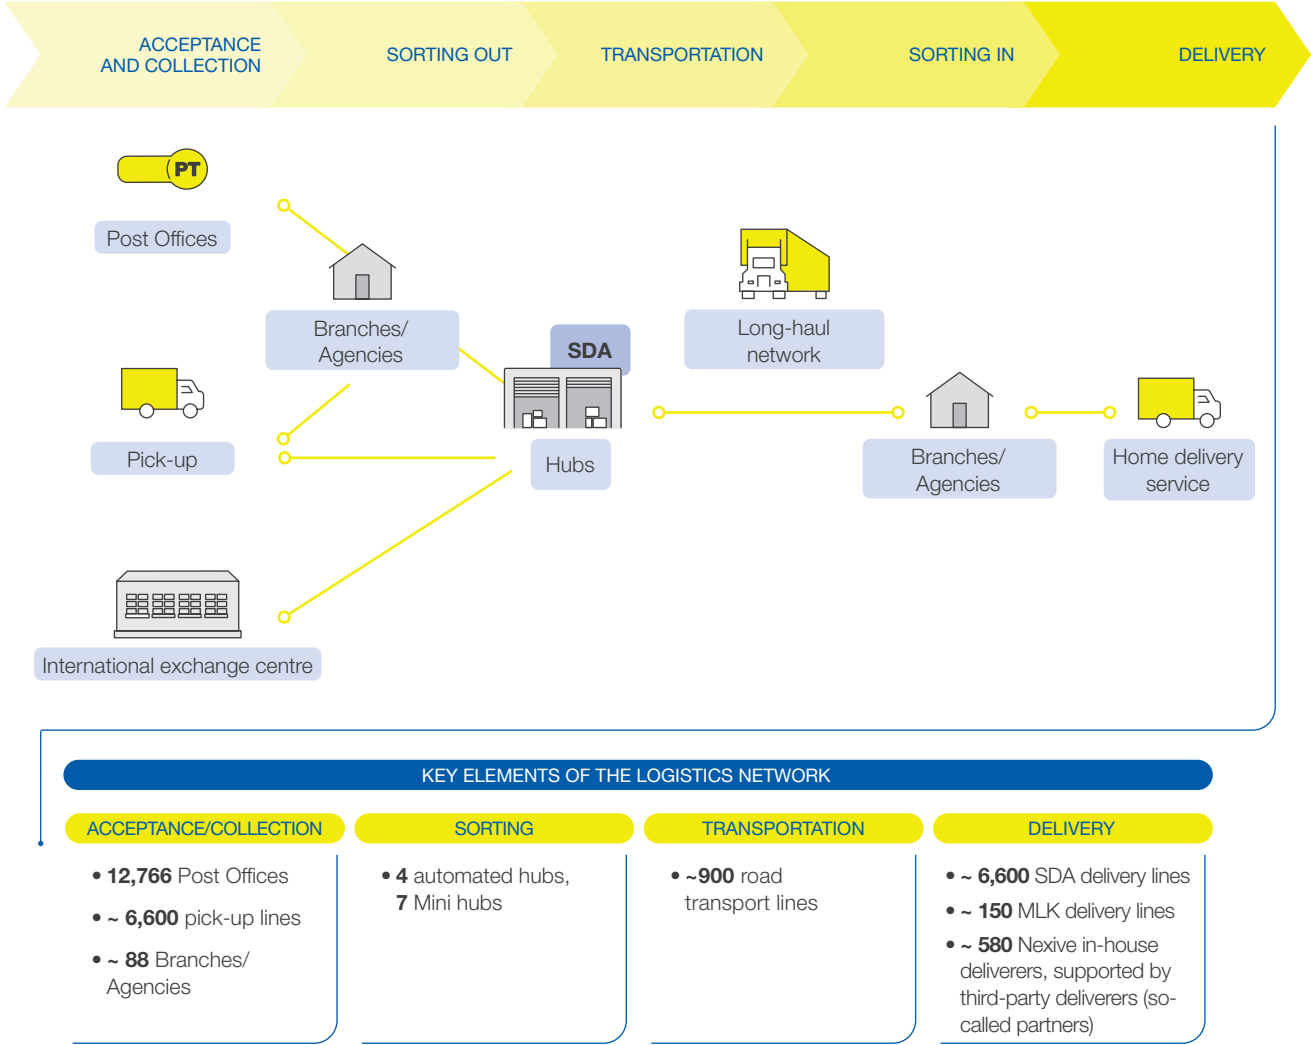 ACCEPTANCE
AND COLLECTION
SORTING OUT
TRANSPORTATION
SORTING IN
DELIVERY
PT
Post Offices
Branches/
Agencies
Pick-up
International exchange centre
SDA
Hubs
Long-haul
network
Branches/
Agencies
Home delivery
service
KEY ELEMENTS OF THE LOGISTICS NETWORK
ACCEPTANCE/COLLECTION
• 12,766 Post Offices
• ~ 6,600 pick-up lines
• ~ 88 Branches/
Agencies
SORTING
• 4 automated hubs,
7 Mini hubs
TRANSPORTATION
• ~900 road
transport lines
DELIVERY
• ~ 6,600 SDA delivery lines
• ~ 150 MLK delivery lines
• ~ 580 Nexive in-house
deliverers, supported by
third-party deliverers (so-
called partners)